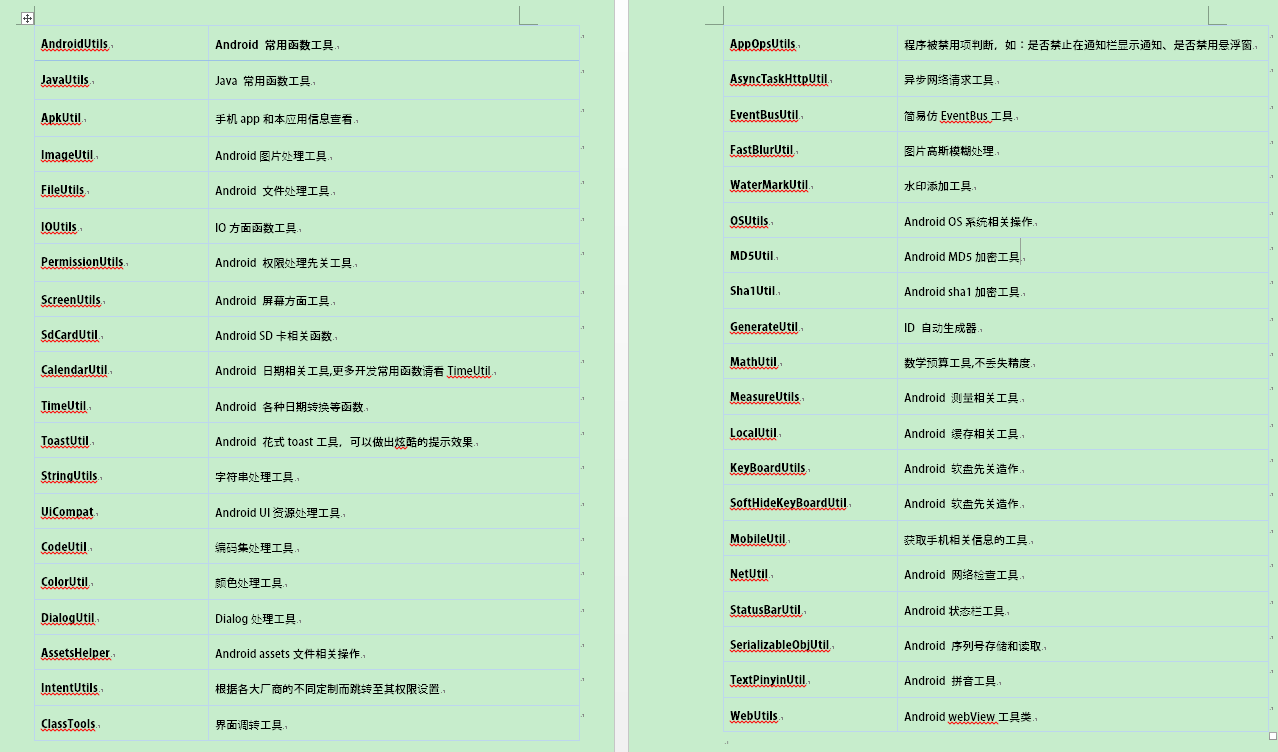 AndroidUtils Android 常用函数工具
JavaUtils Java 常用函数工具
ApkUtil 手机 app 和本应用信息查看
ImageUtil Android 图片处理工具
FileUtils Android 文件处理工具
IOUtils IO 方面函数工具
PermissionUtils Android 权限处理先关工具
ScreenUtils Android 屏幕方面工具
SdCardUtil Android SD 卡相关函数
CalendarUtil Android 日期相关工具,更多开发常用函数请看 TimeUtil
TimeUtil Android 各种日期转换等函数
ToastUtil Android 花式 toast 工具，可以做出炫酷的提示效果
StringUtils 字符串处理工具
UiCompat Android UI 资源处理工具
CodeUtil 编码集处理工具
ColorUtil 颜色处理工具
DialogUtil Dialog 处理工具
AssetsHelper Android assets 文件相关操作
IntentUtils 根据各大厂商的不同定制而跳转至其权限设置
ClassTools 界面调转工具
AppOpsUtils 程序被禁用项判断，如：是否禁止在通知栏显示通知、是否禁用悬浮窗
AsyncTaskHttpUtil 异步网络请求工具
EventBusUtil 简易仿 EventBus 工具
FastBlurUtil 图片高斯模糊处理
WaterMarkUtil 水印添加工具
OSUtils Android OS 系统相关操作
MD5Util Android MD5 加密工具
Sha1Util Android sha1 加密工具
GenerateUtil ID 自动生成器
MathUtil 数学预算工具,不丢失精度
MeasureUtils Android 测量相关工具
LocalUtil Android 缓存相关工具
KeyBoardUtils Android 软盘先关造作
SoftHideKeyBoardUtil Android 软盘先关造作
MobileUtil 获取手机相关信息的工具
NetUtil Android 网络检查工具
StatusBarUtil Android 状态栏工具
SerializableObjUtil Android 序列号存储和读取
TextPinyinUtil Android 拼音工具
WebUtils Android webView 工具类